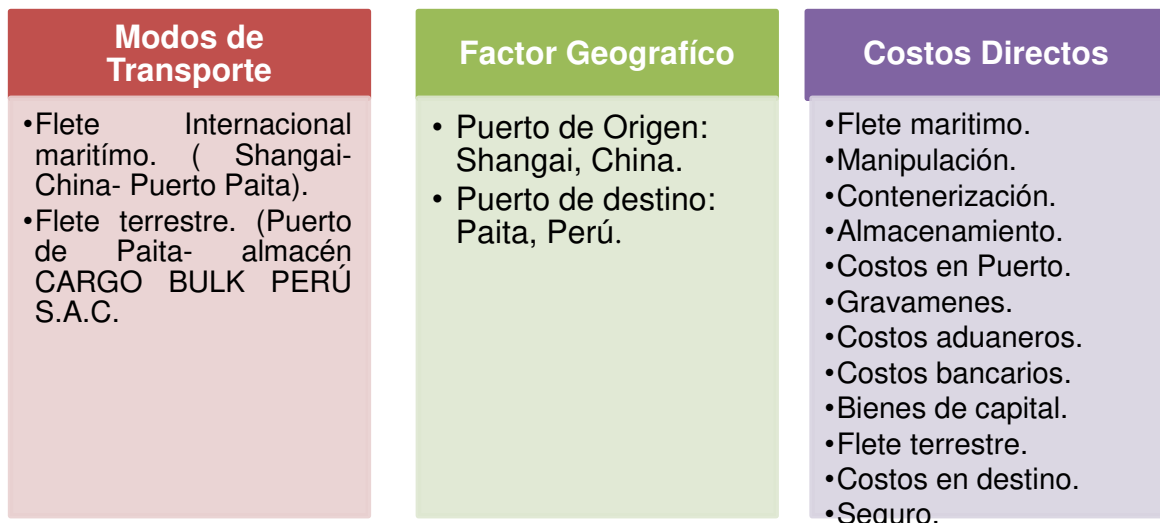 Modos de
Transporte
•Flete Internacional
maritímo. ( Shangai-
China- Puerto Paita).
•Flete terrestre. (Puerto
de Paita- almacén
CARGO BULK PERÚ
S.A.C.
Factor Geografíco
• Puerto de Origen:
Shangai, China.
• Puerto de destino:
Paita, Perú.
Costos Directos
•Flete maritimo.
•Manipulación.
•Contenerización.
•Almacenamiento.
•Costos en Puerto.
•Gravamenes.
•Costos aduaneros.
•Costos bancarios.
•Bienes de capital.
•Flete terrestre.
•Costos en destino.
•Seguro.